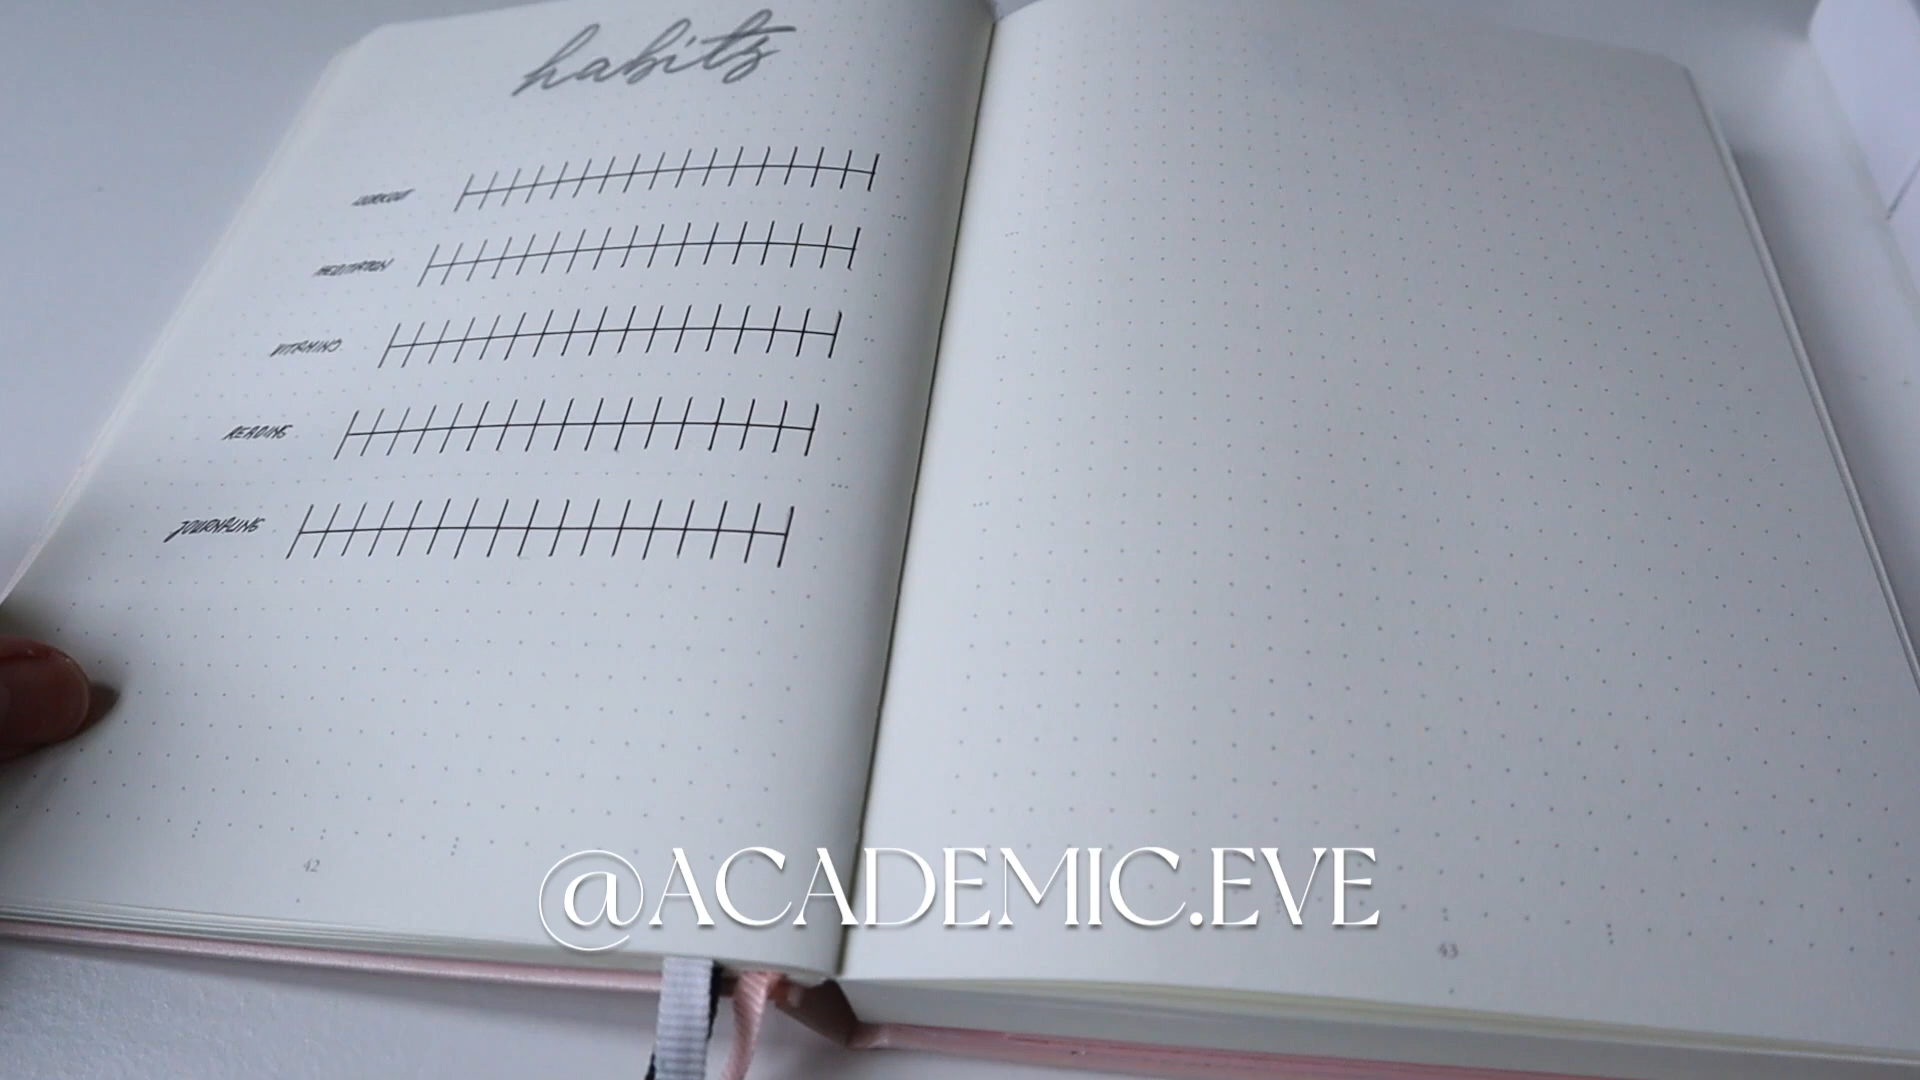 habits
WORKOUT
MEDITATION
VITAMINS
READING
JOURNALING
42
43
@ACADEMIC.EVE